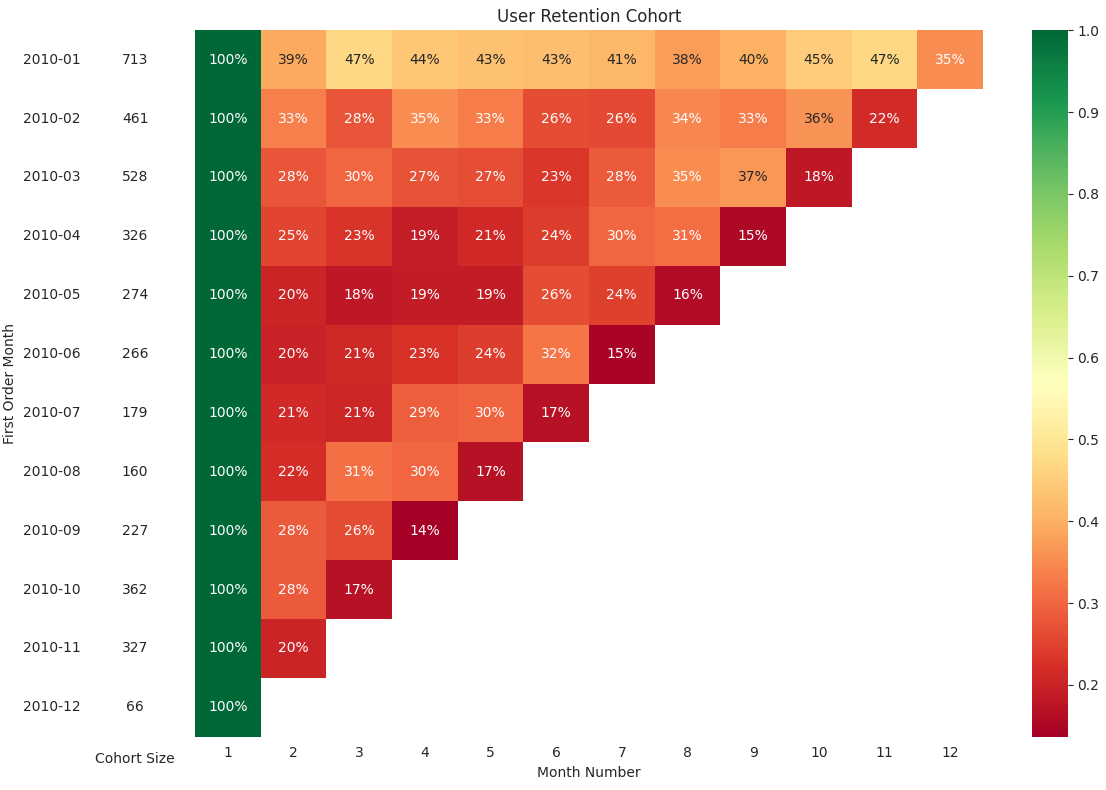 User Retention Cohort
First Order Month
2010-01 713 100% 39% 47% 44% 43% 43% 41% 38% 40% 45% 47% 35%
2010-02 461 100% 33% 28% 35% 33% 26% 26% 34% 33% 36% 22%
2010-03 528 100% 28% 30% 27% 27% 23% 28% 35% 37% 18%
2010-04 326 100% 25% 23% 19% 21% 24% 30% 31% 15%
2010-05 274 100% 20% 18% 19% 19% 26% 24% 16%
2010-06 266 100% 20% 21% 23% 24% 32% 15%
2010-07 179 100% 21% 21% 29% 30% 17%
2010-08 160 100% 22% 31% 30% 17%
2010-09 227 100% 28% 26% 14%
2010-10 362 100% 28% 17%
2010-11 327 100% 20%
2010-12 66 100%
Cohort Size 1 2 3 4 5 6 7 8 9 10 11 12
Month Number
1.0
0.9
0.8
0.7
0.6
0.5
0.4
0.3
0.2